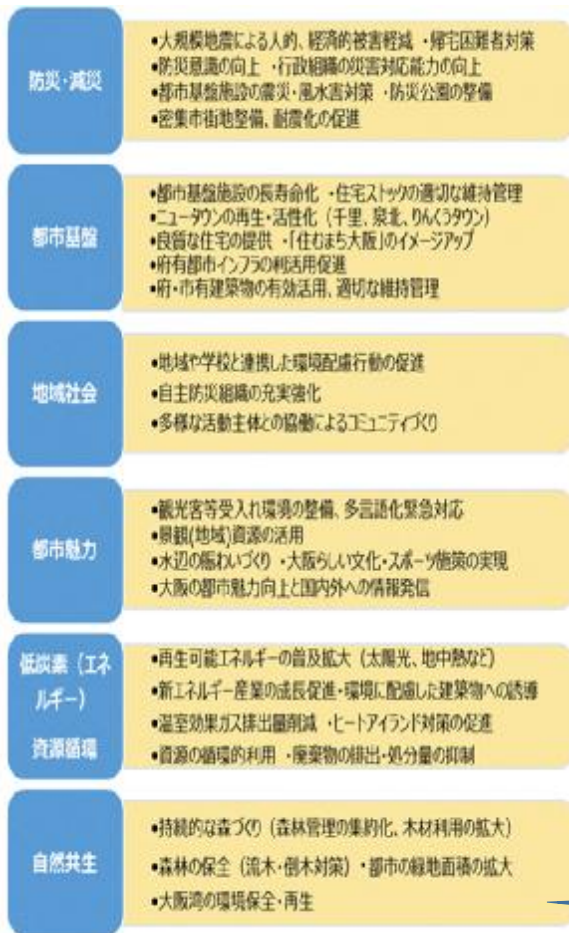 防災・減災
•大規模地震による人的、経済的被害軽減 ・帰宅困難者対策
•防災意識の向上 ・行政組織の災害対応能力の向上
•都市基盤施設の震災・風水害対策 ・防災公園の整備
•密集市街地整備、耐震化の促進
都市基盤
•都市基盤施設の長寿命化 ・住宅ストックの適切な維持管理
•ニュータウンの再生・活性化（千里、泉北、りんくうタウン）
•良質な住宅の提供 ・「住むまち大阪」のイメージアップ
•府有都市インフラの利活用促進
•府・市有建築物の有効活用、適切な維持管理
地域社会
•地域や学校と連携した環境配慮行動の促進
•自主防災組織の充実強化
•多様な活動主体との協働によるコミュニティづくり
都市魅力
•観光客等受入れ環境の整備、多言語化緊急対応
•景観(地域)資源の活用
•水辺の賑わいづくり ・大阪らしい文化・スポーツ施策の実現
•大阪の都市魅力向上と国内外への情報発信
低炭素（エネ
ルギー）
資源循環
•再生可能エネルギーの普及拡大（太陽光、地中熱など）
•新エネルギー産業の成長促進・環境に配慮した建築物への誘導
•温室効果ガス排出量削減 ・ヒートアイランド対策の促進
•資源の循環的利用 ・廃棄物の排出・処分量の抑制
自然共生
•持続的な森づくり（森林管理の集約化、木材利用の拡大）
•森林の保全（流木・倒木対策）・都市の緑地面積の拡大
•大阪湾の環境保全・再生